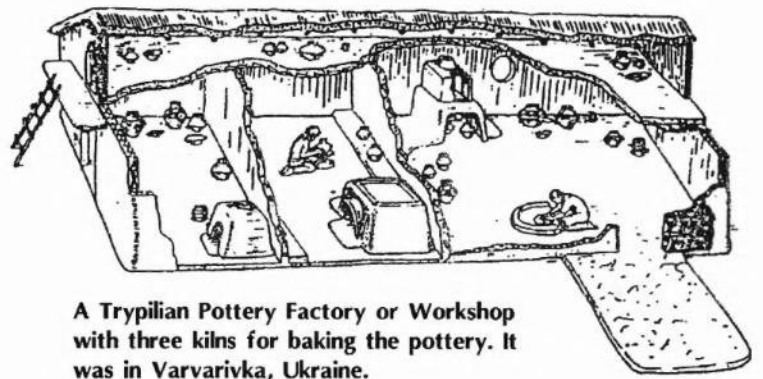 A Trypilian Pottery Factory or Workshop
with three kilns for baking the pottery. It
was in Varvarivka, Ukraine.